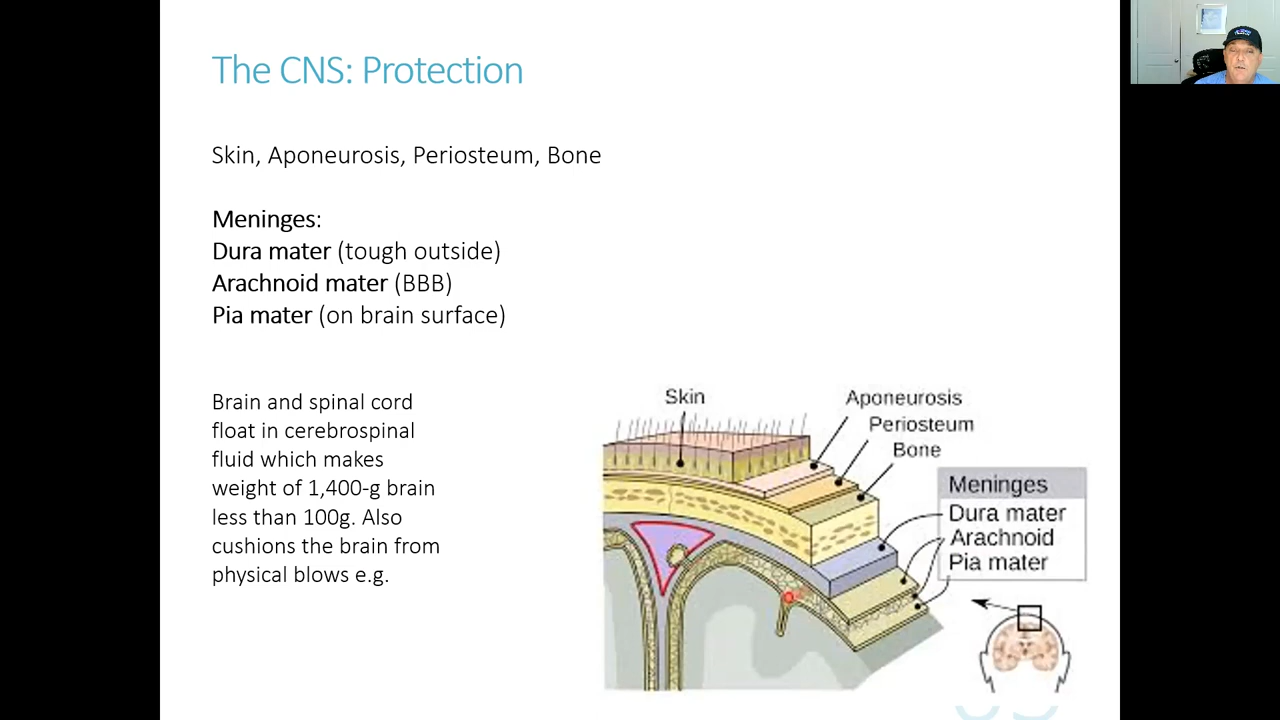 The CNS: Protection
Skin, Aponeurosis, Periosteum, Bone
Meninges:
Dura mater (tough outside)
Arachnoid mater (BBB)
Pia mater (on brain surface)
Brain and spinal cord
float in cerebrospinal
fluid which makes
weight of 1,400-g brain
less than 100g. Also
cushions the brain from
physical blows e.g.
Skin
Aponeurosis
Periosteum
Bone
Meninges
Dura mater
Arachnoid
Pia mater